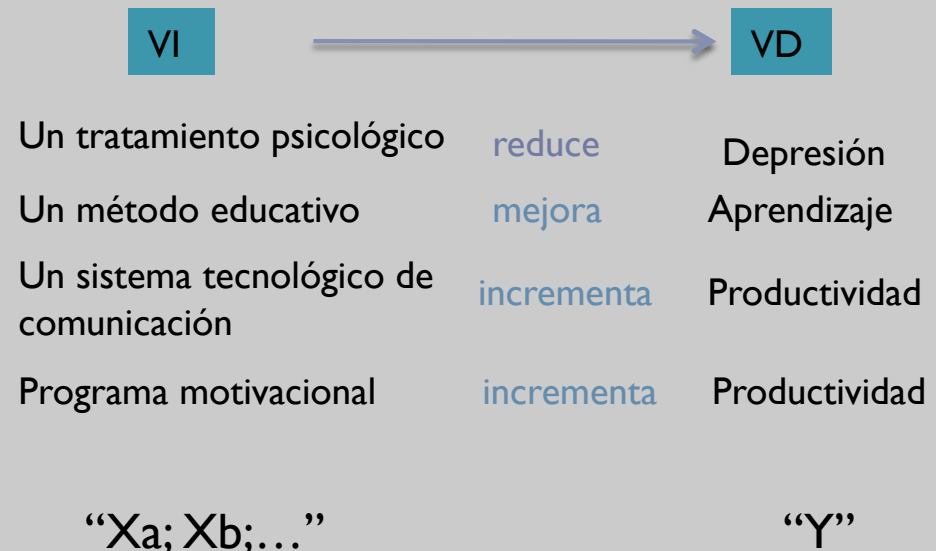 VI VD
Un tratamiento psicológico reduce Depresión
Un método educativo mejora Aprendizaje
Un sistema tecnológico de
comunicación incrementa Productividad
Programa motivacional incrementa Productividad
“Xa; Xb;…” “Y”